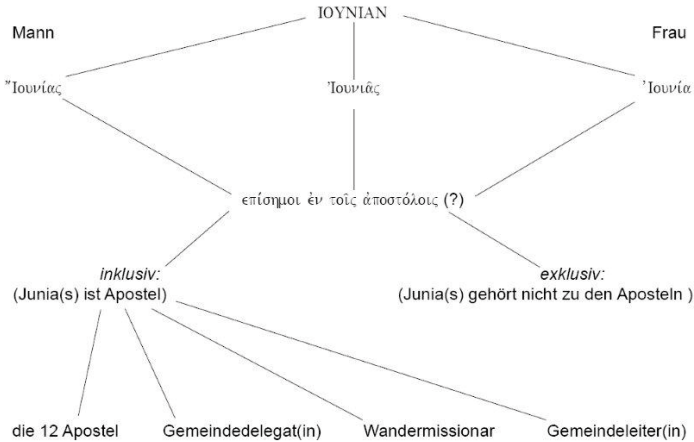 ΙΟΥΝΙΑΝ
Mann Frau
Ἰουνίας Ἰουνιᾶς Ἰουνία
επίσημοι ἐν τοῖς ἀποστόλοις (?)
inklusiv: exklusiv:
(Junia(s) ist Apostel) (Junia(s) gehört nicht zu den Aposteln )
die 12 Apostel Gemeindedelegat(in) Wandermissionar Gemeindeleiter(in)